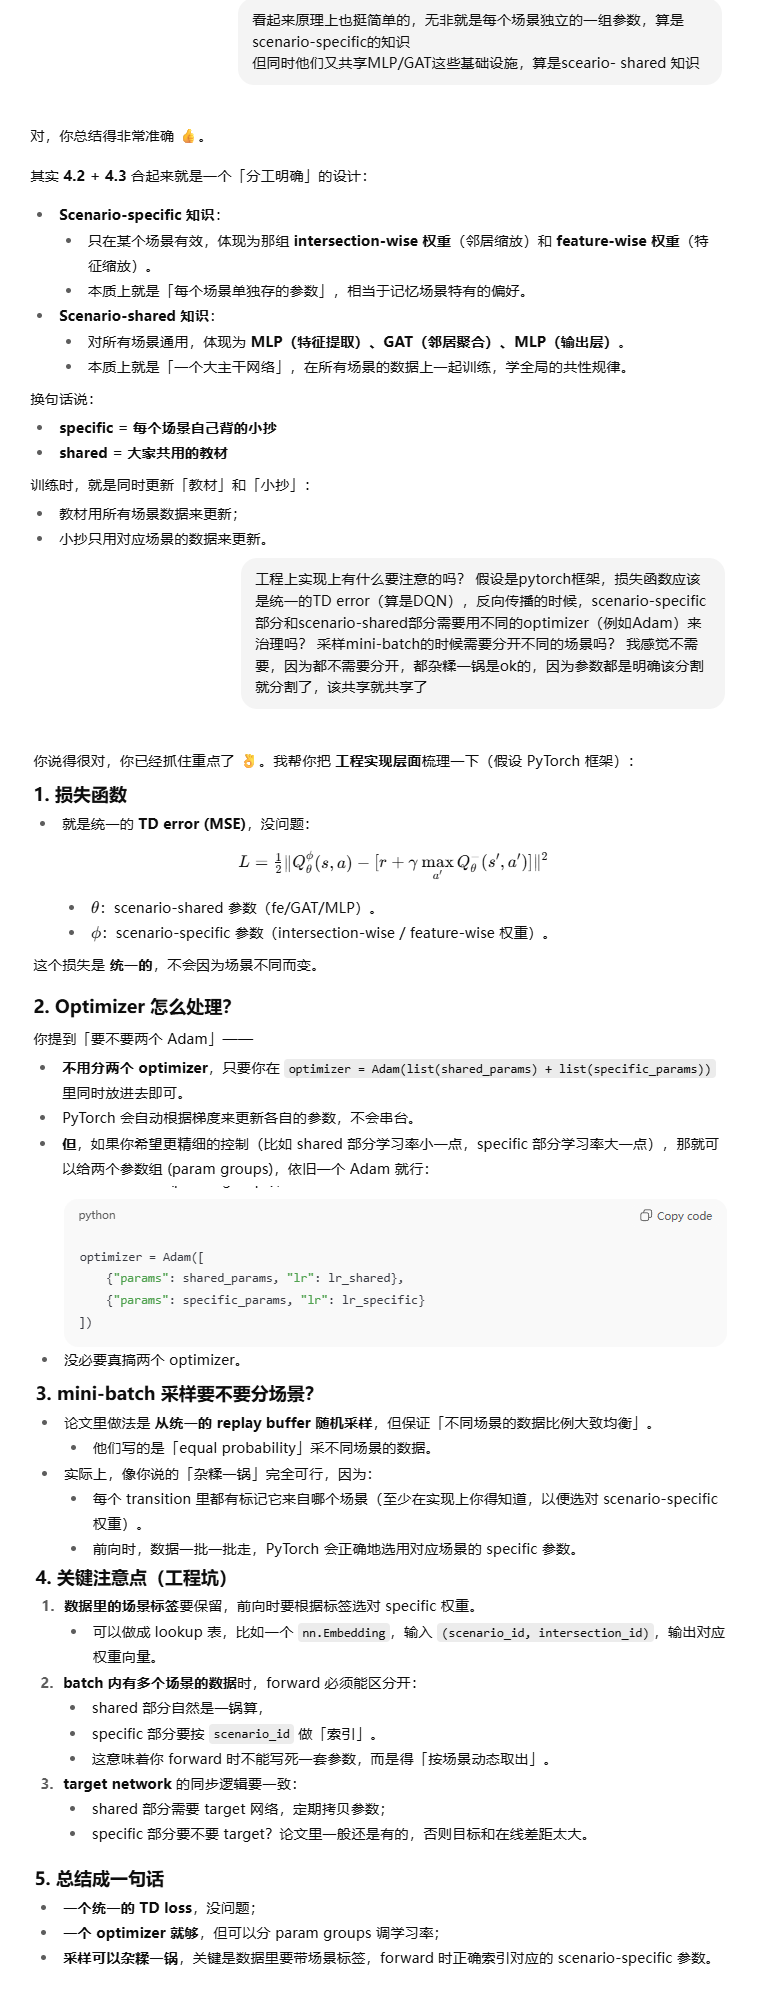 看起来原理上也挺简单的，无非就是每个场景独立的一组参数，算是
scenario-specific的知识
但同时他们又共享MLP/GAT这些基础设施，算是sceario- shared 知识
对，你总结得非常准确 👍。
其实 4.2 + 4.3 合起来就是一个「分工明确」的设计：
Scenario-specific 知识：
只在某个场景有效，体现为那组 intersection-wise 权重（邻居缩放）和 feature-wise 权重（特
征缩放）。
本质上就是「每个场景单独存的参数」，相当于记忆场景特有的偏好。
Scenario-shared 知识：
对所有场景通用，体现为 MLP（特征提取）、GAT（邻居聚合）、MLP（输出层）。
本质上就是「一个大主干网络」，在所有场景的数据上一起训练，学全局的共性规律。
换句话说：
specific = 每个场景自己背的小抄
shared = 大家共用的教材
训练时，就是同时更新「教材」和「小抄」：
教材用所有场景数据来更新；
小抄只用对应场景的数据来更新。
工程上实现上有什么要注意的吗？ 假设是pytorch框架，损失函数应该
是统一的TD error（算是DQN），反向传播的时候，scenario-specific
部分和scenario-shared部分需要用不同的optimizer（例如Adam）来
治理吗？ 采样mini-batch的时候需要分开不同的场景吗？ 我感觉不需
要，因为都不需要分开，都杂糅一锅是ok的，因为参数都是明确该分割
就分割了，该共享就共享了
你说得很对，你已经抓住重点了 👌。我帮你把 工程实现层面梳理一下（假设 PyTorch 框架）：
1. 损失函数
就是统一的 TD error (MSE)，没问题：
L = 1/2 ‖Q_θ^ϕ(s, a) − [r + γ max_{a′} Q_θ^−(s′, a′)]‖²
θ：scenario-shared 参数（fe/GAT/MLP）。
ϕ：scenario-specific 参数（intersection-wise / feature-wise 权重）。
这个损失是 统一的，不会因为场景不同而变。
2. Optimizer 怎么处理？
你提到「要不要两个 Adam」——
不用分两个 optimizer，只要你在 optimizer = Adam(list(shared_params) + list(specific_params))
里同时放进去即可。
PyTorch 会自动根据梯度来更新各自的参数，不会串台。
但，如果你希望更精细的控制（比如 shared 部分学习率小一点，specific 部分学习率大一点），那就可
以给两个参数组 (param groups)，依旧一个 Adam 就行：
python
Copy code
optimizer = Adam([
{"params": shared_params, "lr": lr_shared},
{"params": specific_params, "lr": lr_specific}
])
没必要真搞两个 optimizer。
3. mini-batch 采样要不要分场景？
论文里做法是 从统一的 replay buffer 随机采样，但保证「不同场景的数据比例大致均衡」。
他们写的是「equal probability」采不同场景的数据。
实际上，像你说的「杂糅一锅」完全可行，因为：
每个 transition 里都有标记它来自哪个场景（至少在实现上你得知道，以便选对 scenario-specific
权重）。
前向时，数据一批一批走，PyTorch 会正确地选用对应场景的 specific 参数。
4. 关键注意点（工程坑）
1. 数据里的场景标签要保留，前向时要根据标签选对 specific 权重。
可以做成 lookup 表，比如一个 nn.Embedding，输入 (scenario_id, intersection_id)，输出对应
权重向量。
2. batch 内有多个场景的数据时，forward 必须能区分开：
shared 部分自然是一锅算，
specific 部分要按 scenario_id 做「索引」。
这意味着你 forward 时不能写死一套参数，而是得「按场景动态取出」。
3. target network 的同步逻辑要一致：
shared 部分需要 target 网络，定期拷贝参数；
specific 部分要不要 target？论文里一般还是有的，否则目标和在线差距太大。
5. 总结成一句话
一个统一的 TD loss，没问题；
一个 optimizer 就够，但可以分 param groups 调学习率；
采样可以杂糅一锅，关键是数据里要带场景标签，forward 时正确索引对应的 scenario-specific 参数。